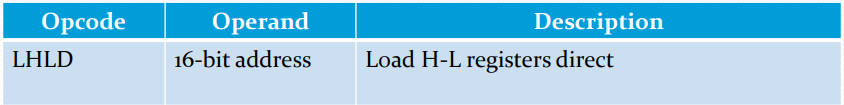 Opcode Operand Description
LHLD 16-bit address Load H-L registers direct